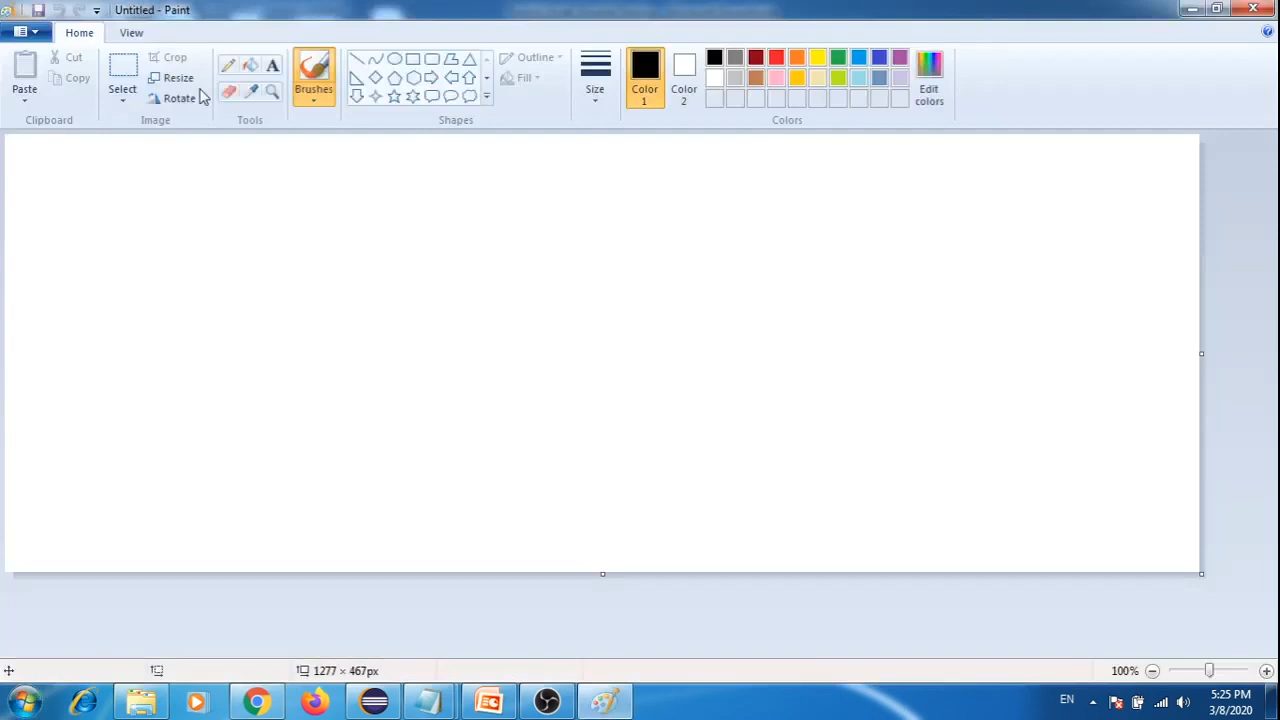 Untitled - Paint
Home View
Paste
Cut
Copy
Clipboard
Select
Crop
Resize
Rotate
Image
A
Tools
Brushes
Shapes
Outline
Fill
Size
Color
1
Color
2
Edit
colors
Colors
1277 × 467px
100%
EN
5:25 PM
3/8/2020